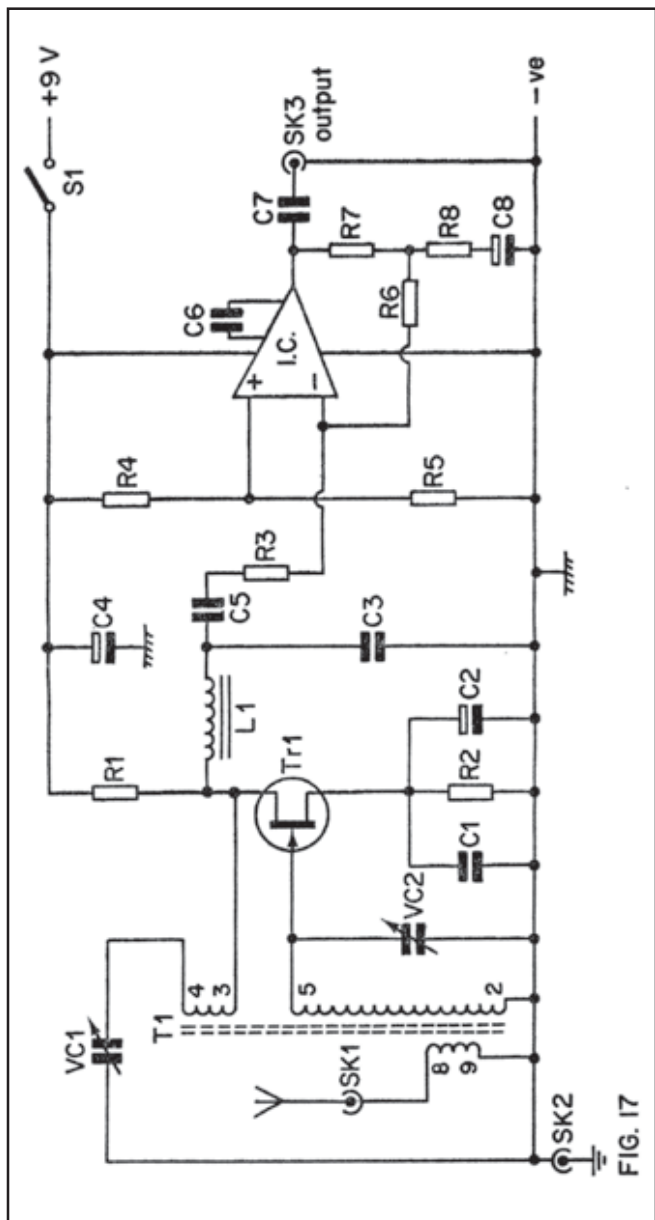 +9 V
S1
SK3
output
C7
R7
R8
C8
-ve
C6
I.C.
+
-
R6
R4
R5
R3
C5
C4
C3
L1
R1
Tr1
C2
R2
C1
VC2
VC1
4
3
T1
5
2
8
9
SK1
SK2
FIG. 17